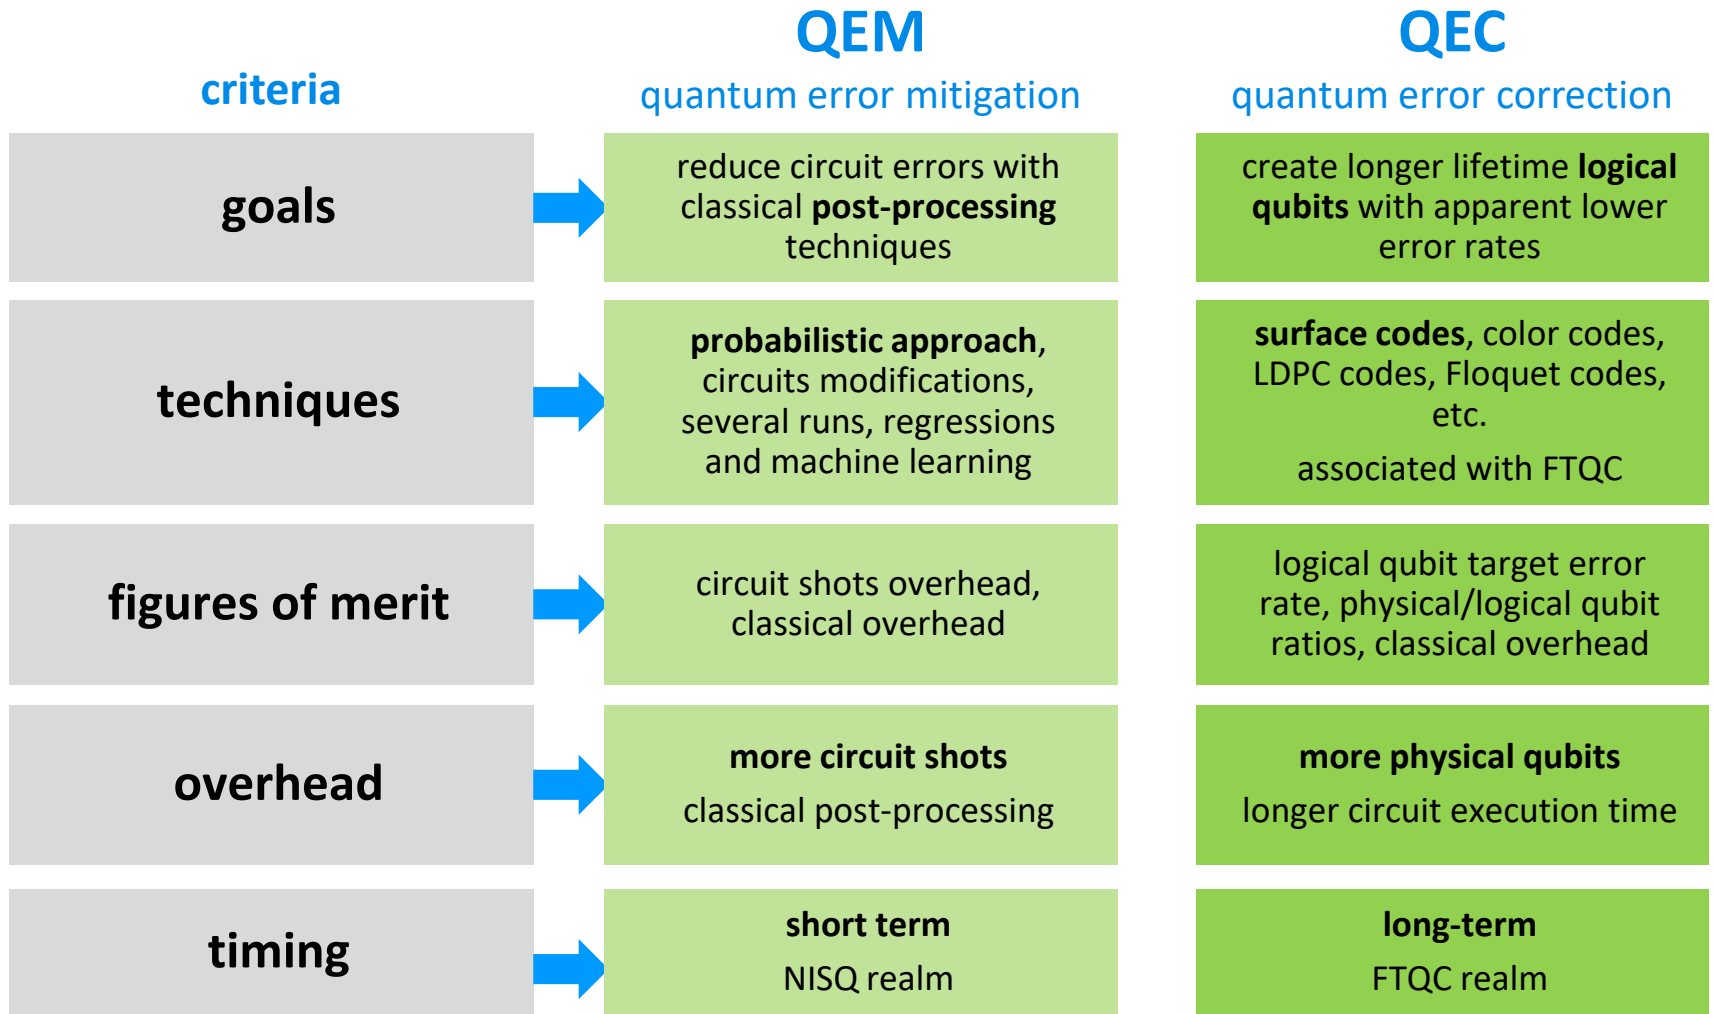 QEM
QEC
criteria
quantum error mitigation
quantum error correction
goals
reduce circuit errors with
classical post-processing
techniques
create longer lifetime logical
qubits with apparent lower
error rates
techniques
probabilistic approach,
circuits modifications,
several runs, regressions
and machine learning
surface codes, color codes,
LDPC codes, Floquet codes,
etc.
associated with FTQC
figures of merit
circuit shots overhead,
classical overhead
logical qubit target error
rate, physical/logical qubit
ratios, classical overhead
overhead
more circuit shots
classical post-processing
more physical qubits
longer circuit execution time
timing
short term
NISQ realm
long-term
FTQC realm